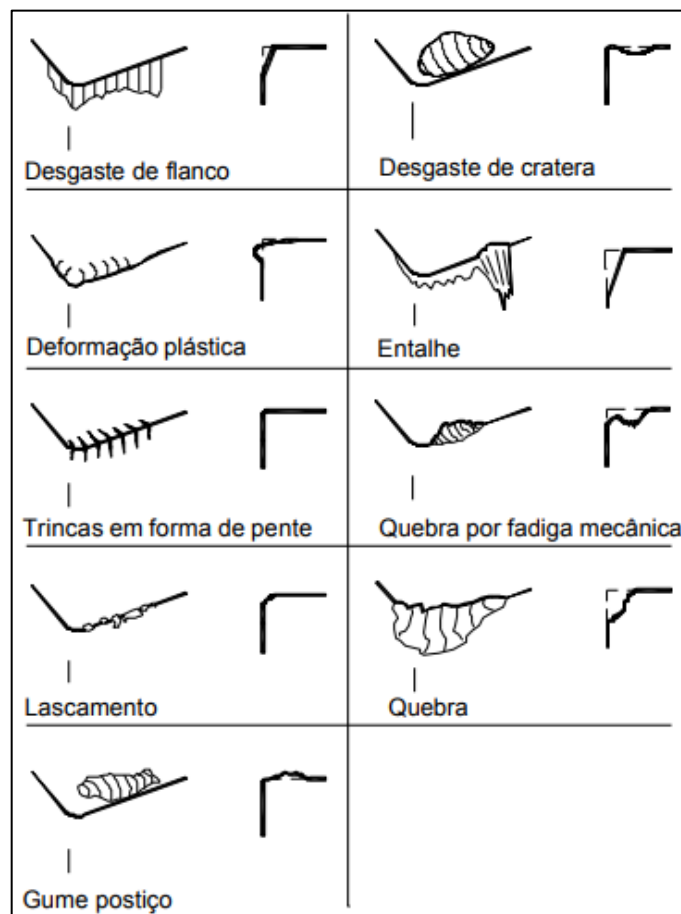 Desgaste de flanco
Desgaste de cratera
Deformação plástica
Entalhe
Trincas em forma de pente
Quebra por fadiga mecânica
Lascamento
Quebra
Gume postiço